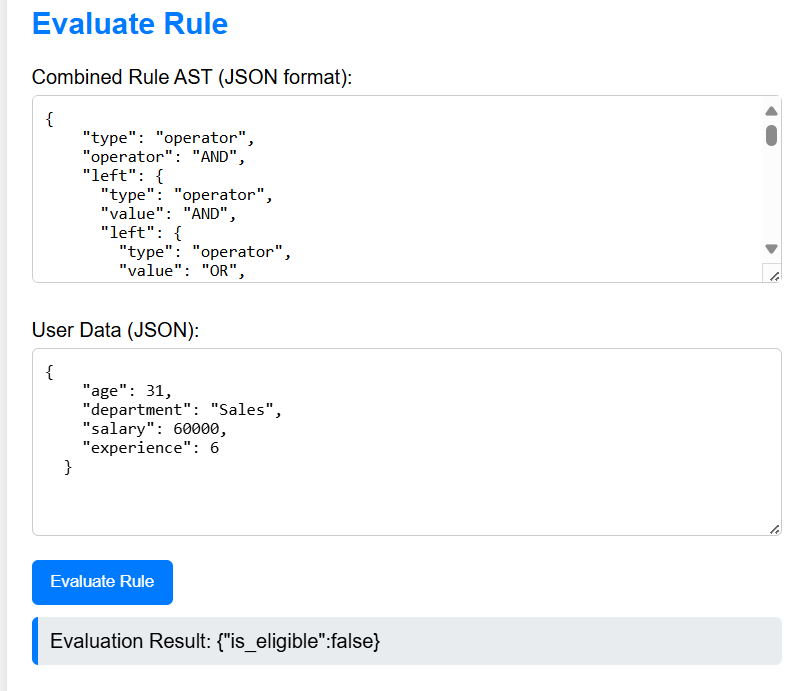 Evaluate Rule
Combined Rule AST (JSON format):
{
    "type": "operator",
    "operator": "AND",
    "left": {
      "type": "operator",
      "value": "AND",
      "left": {
        "type": "operator",
        "value": "OR",
User Data (JSON):
{
    "age": 31,
    "department": "Sales",
    "salary": 60000,
    "experience": 6
  }
Evaluate Rule
Evaluation Result: {"is_eligible":false}